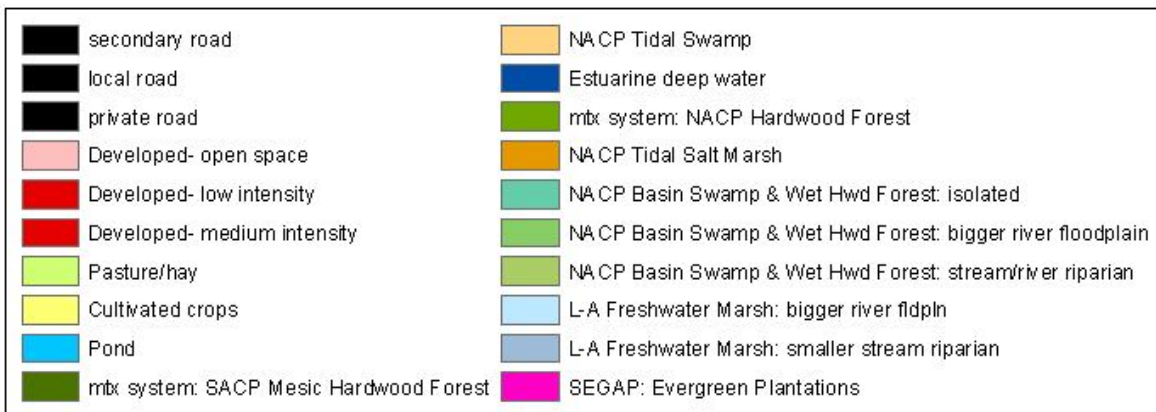 secondary road
local road
private road
Developed- open space
Developed- low intensity
Developed- medium intensity
Pasture/hay
Cultivated crops
Pond
mtx system: SACP Mesic Hardwood Forest
NACP Tidal Swamp
Estuarine deep water
mtx system: NACP Hardwood Forest
NACP Tidal Salt Marsh
NACP Basin Swamp & Wet Hwd Forest: isolated
NACP Basin Swamp & Wet Hwd Forest: bigger river floodplain
NACP Basin Swamp & Wet Hwd Forest: stream/river riparian
L-A Freshwater Marsh: bigger river fldpln
L-A Freshwater Marsh: smaller stream riparian
SEGAP: Evergreen Plantations